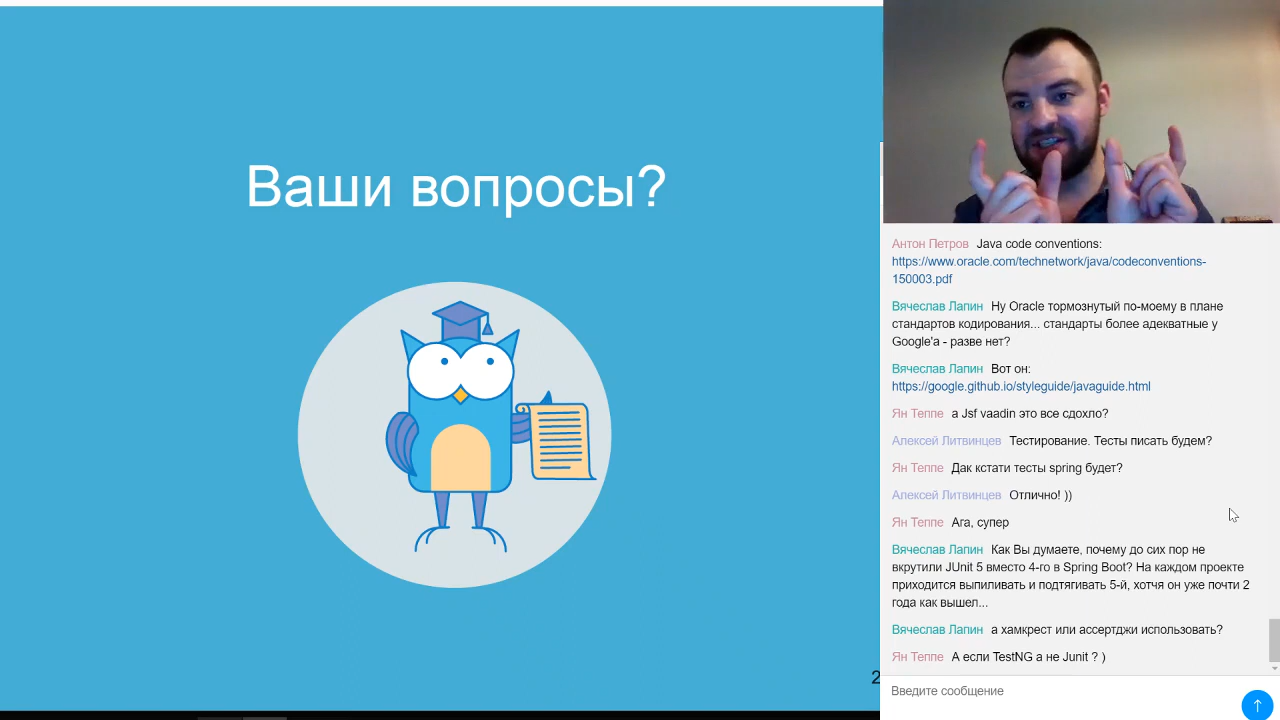 Ваши вопросы?
2
Антон Петров Java code conventions:
https://www.oracle.com/technetwork/java/codeconventions-
150003.pdf
Вячеслав Лапин Ну Oracle тормознутый по-моему в плане
стандартов кодирования... стандарты более адекватные у
Google'а - разве нет?
Вячеслав Лапин Вот он:
https://google.github.io/styleguide/javaguide.html
Ян Теппе а Jsf vaadin это все сдохло?
Алексей Литвинцев Тестирование. Тесты писать будем?
Ян Теппе Дак кстати тесты spring будет?
Алексей Литвинцев Отлично! ))
Ян Теппе Ага, супер
Вячеслав Лапин Как Вы думаете, почему до сих пор не
вкрутили JUnit 5 вместо 4-го в Spring Boot? На каждом проекте
приходится выпиливать и подтягивать 5-й, хотчя он уже почти 2
года как вышел...
Вячеслав Лапин а хамкрест или ассертджи использовать?
Ян Теппе А если TestNG а не Junit ? )
Введите сообщение